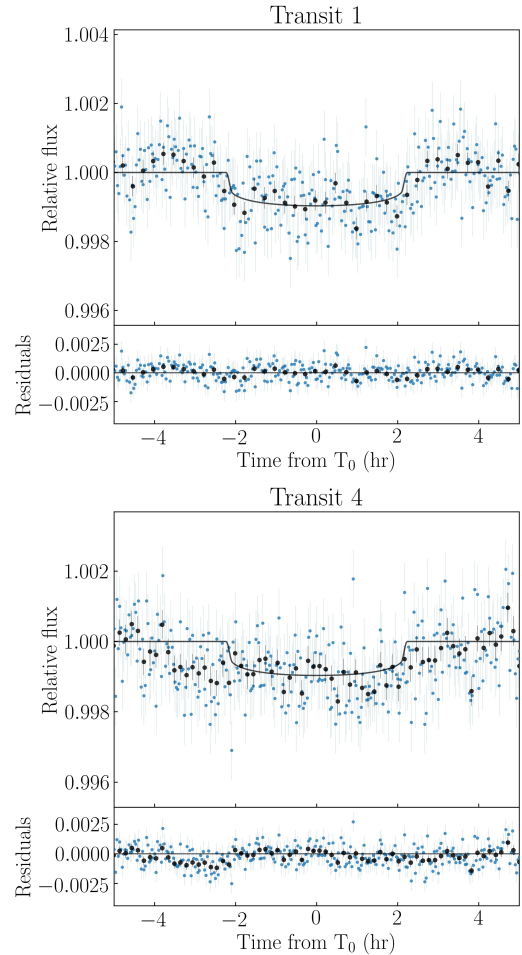 Transit 1
1.004
1.002
1.000
0.998
0.996
Relative flux
0.0025
0.0000
−0.0025
Residuals
−4 −2 0 2 4
Time from T₀ (hr)
Transit 4
1.002
1.000
0.998
0.996
Relative flux
0.0025
0.0000
−0.0025
Residuals
−4 −2 0 2 4
Time from T₀ (hr)